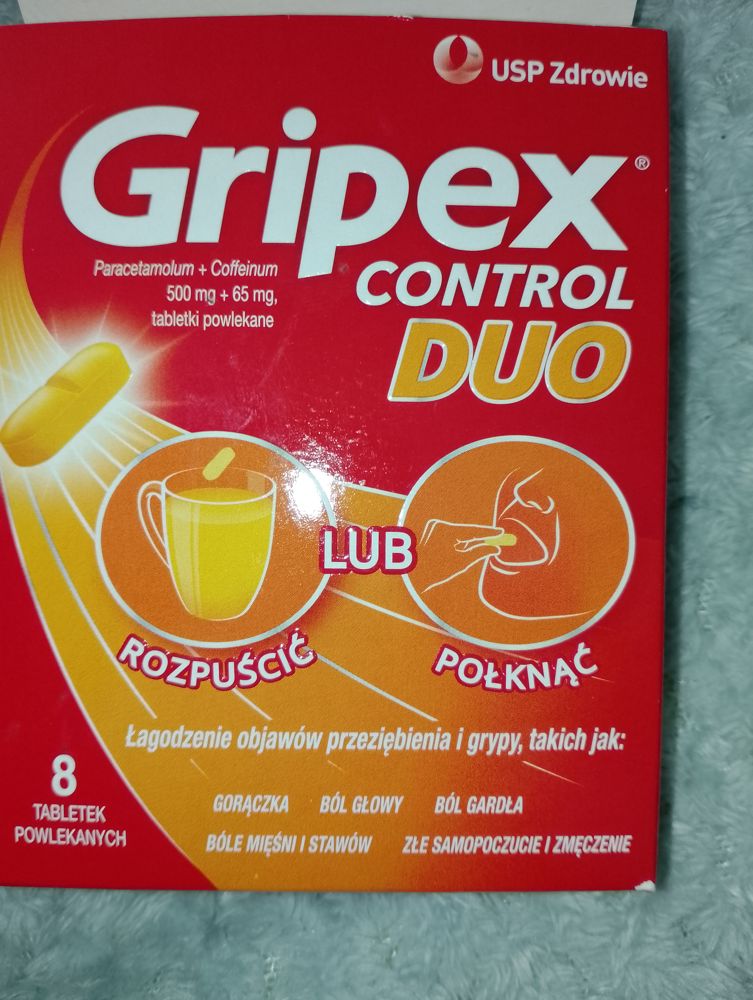 USP Zdrowie
Gripex®
CONTROL
DUO
Paracetamolum + Coffeinum
500 mg + 65 mg,
tabletki powlekane
ROZPUŚCIĆ
LUB
POŁKNĄĆ
Łagodzenie objawów przeziębienia i grypy, takich jak:
GORĄCZKA BÓL GŁOWY BÓL GARDŁA
BÓLE MIĘŚNI I STAWÓW ZŁE SAMOPOCZUCIE I ZMĘCZENIE
8
TABLETEK
POWLEKANYCH